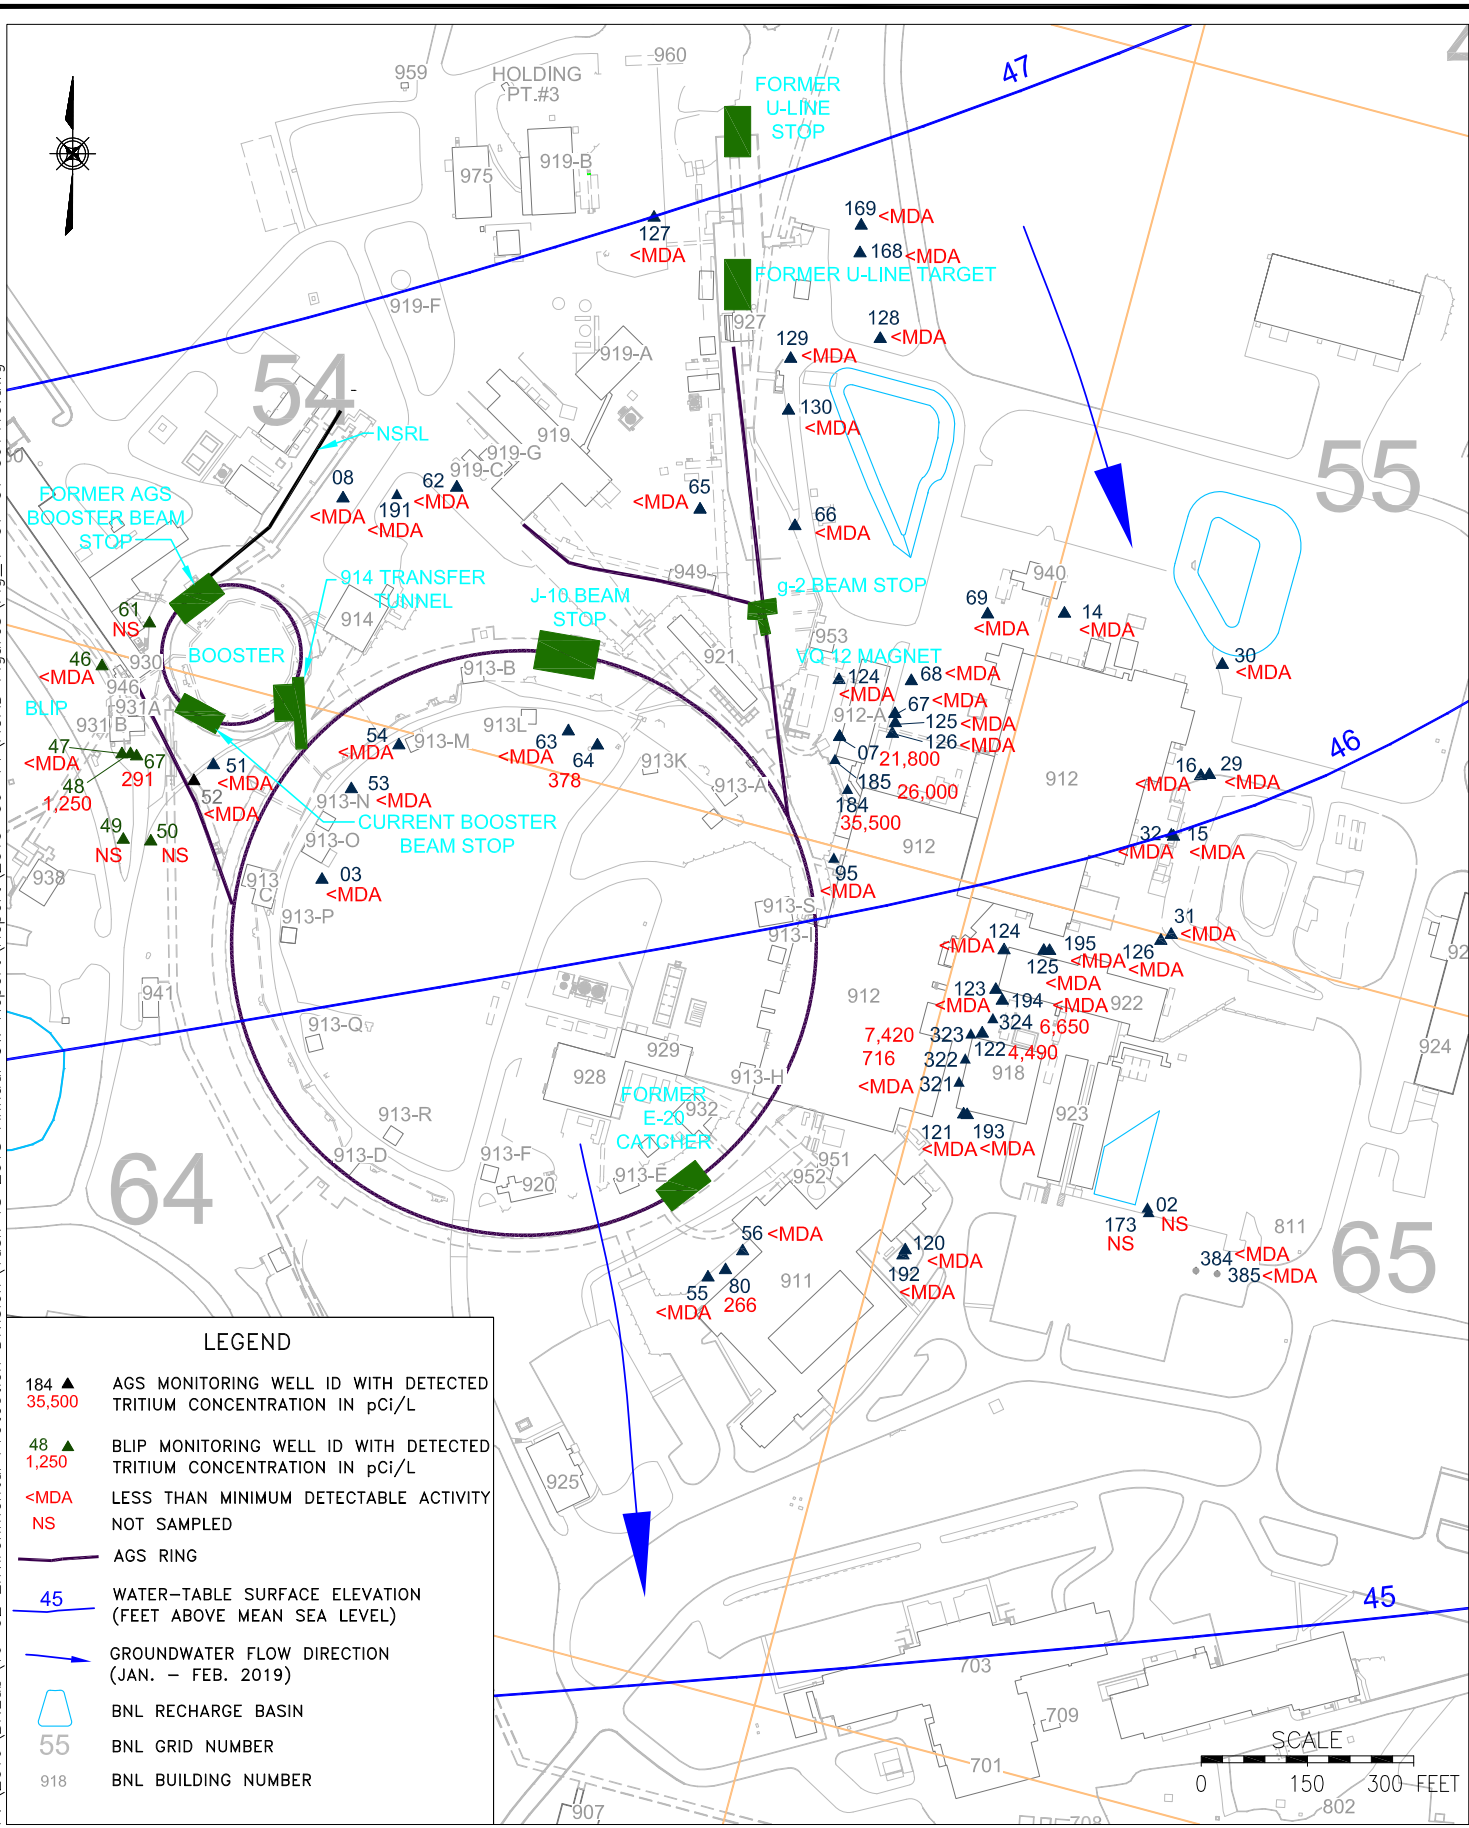 47
959
HOLDING
PT.#3
960
FORMER
U-LINE
STOP
919-B
975
169
<MDA
127
<MDA
168
<MDA
FORMER U-LINE TARGET
919-F
927
128
<MDA
129
<MDA
919-A
54
130
<MDA
NSRL
919
919-G
919-C
55
FORMER AGS
BOOSTER BEAM
STOP
08
<MDA
191
<MDA
62
<MDA
65
<MDA
66
<MDA
914 TRANSFER
TUNNEL
914
J-10 BEAM
STOP
949
g-2 BEAM STOP
940
69
<MDA
14
<MDA
61
NS
46
<MDA
930
BOOSTER
913-B
921
953
VQ-12 MAGNET
30
<MDA
946
931A
931B
BLIP
124
<MDA
68
<MDA
67
<MDA
912-A
125
<MDA
126
<MDA
47
<MDA
48
1,250
67
291
51
<MDA
52
<MDA
54
<MDA
913-M
913L
63
<MDA
64
378
913K
913-A
07
21,800
185
26,000
184
35,500
912
46
16
<MDA
29
<MDA
53
<MDA
913-N
CURRENT BOOSTER
BEAM STOP
913-O
49
NS
50
NS
938
32
<MDA
15
<MDA
912
95
<MDA
03
<MDA
913
C
913-P
913-S
913-I
31
<MDA
126
<MDA
124
<MDA
195
<MDA
125
<MDA
941
913-Q
912
123
<MDA
194
<MDA
922
324
6,650
7,420
323
122
4,490
716
322
<MDA
321
918
924
929
928
913-H
FORMER
E-20
CATCHER
932
923
913-R
121
<MDA
193
<MDA
64
913-D
913-F
920
913-E
951
952
02
NS
173
NS
811
65
56
<MDA
120
<MDA
192
<MDA
384
<MDA
385
<MDA
55
<MDA
80
266
911
LEGEND
184
35,500
AGS MONITORING WELL ID WITH DETECTED
TRITIUM CONCENTRATION IN pCi/L
48
1,250
BLIP MONITORING WELL ID WITH DETECTED
TRITIUM CONCENTRATION IN pCi/L
<MDA
LESS THAN MINIMUM DETECTABLE ACTIVITY
NS
NOT SAMPLED
AGS RING
45
WATER-TABLE SURFACE ELEVATION
(FEET ABOVE MEAN SEA LEVEL)
GROUNDWATER FLOW DIRECTION
(JAN. - FEB. 2019)
BNL RECHARGE BASIN
55
BNL GRID NUMBER
918
BNL BUILDING NUMBER
925
45
703
709
701
907
SCALE
0 150 300 FEET
802